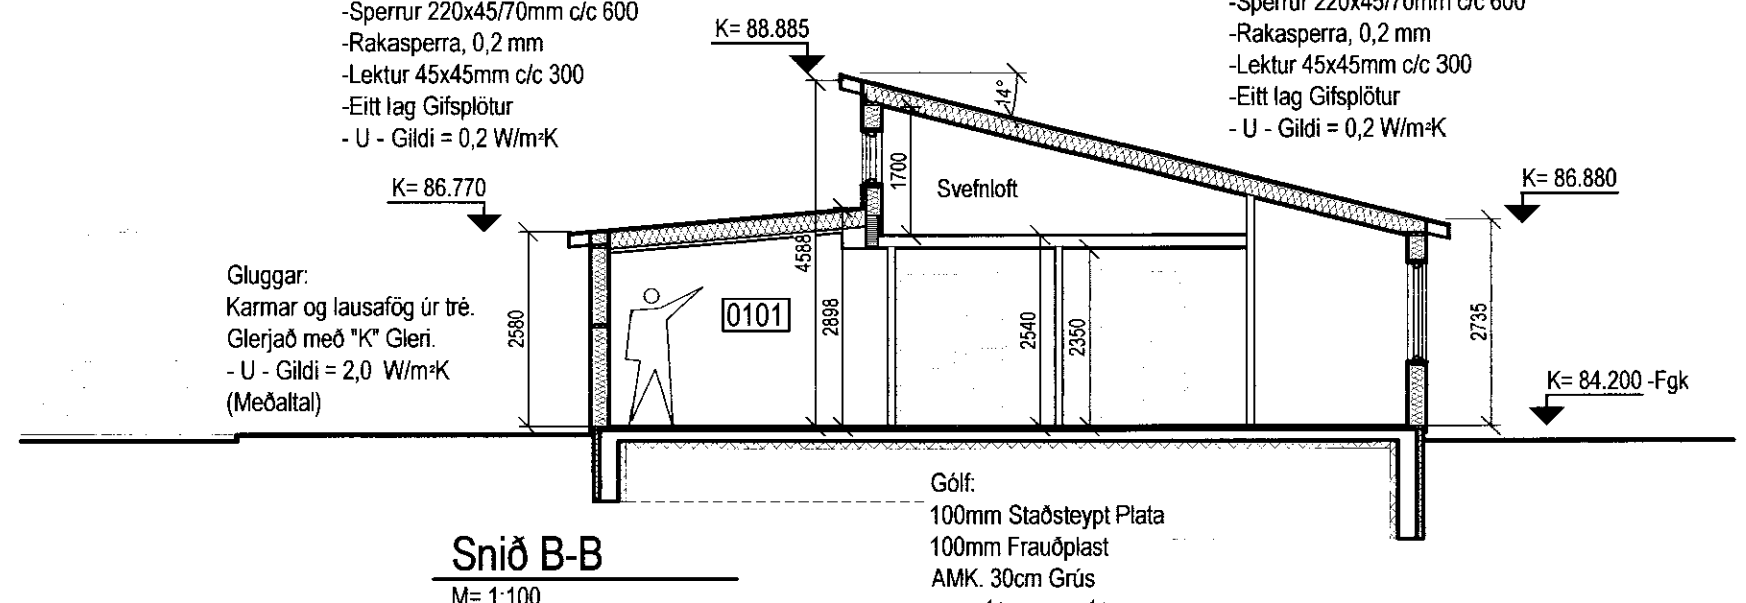 -Sperrur 220x45/70mm c/c 600
-Rakasperra, 0,2 mm
-Lektur 45x45mm c/c 300
-Eitt lag Gifsplötur
- U - Gildi = 0,2 W/m²K
K= 88.885
-Sperrur 220x45/70mm c/c 600
-Rakasperra, 0,2 mm
-Lektur 45x45mm c/c 300
-Eitt lag Gifsplötur
- U - Gildi = 0,2 W/m²K
14°
K= 86.770
1700
Svefnloft
K= 86.880
Gluggar:
Karmar og lausafög úr tré.
Glerjað með "K" Gleri.
- U - Gildi = 2,0 W/m²K
(Meðaltal)
2580
0101
4588
2898
2540
2350
2735
K= 84.200 -Fgk
Snið B-B
M= 1:100
Gólf:
100mm Staðsteypt Plata
100mm Frauðplast
AMK. 30cm Grús